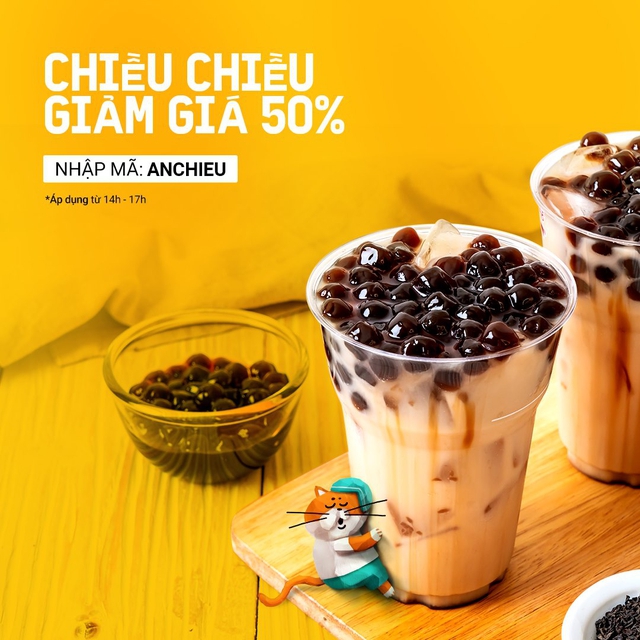 CHIỀU CHIỀU
GIẢM GIÁ 50%
NHẬP MÃ: ANCHIEU
*Áp dụng từ 14h - 17h